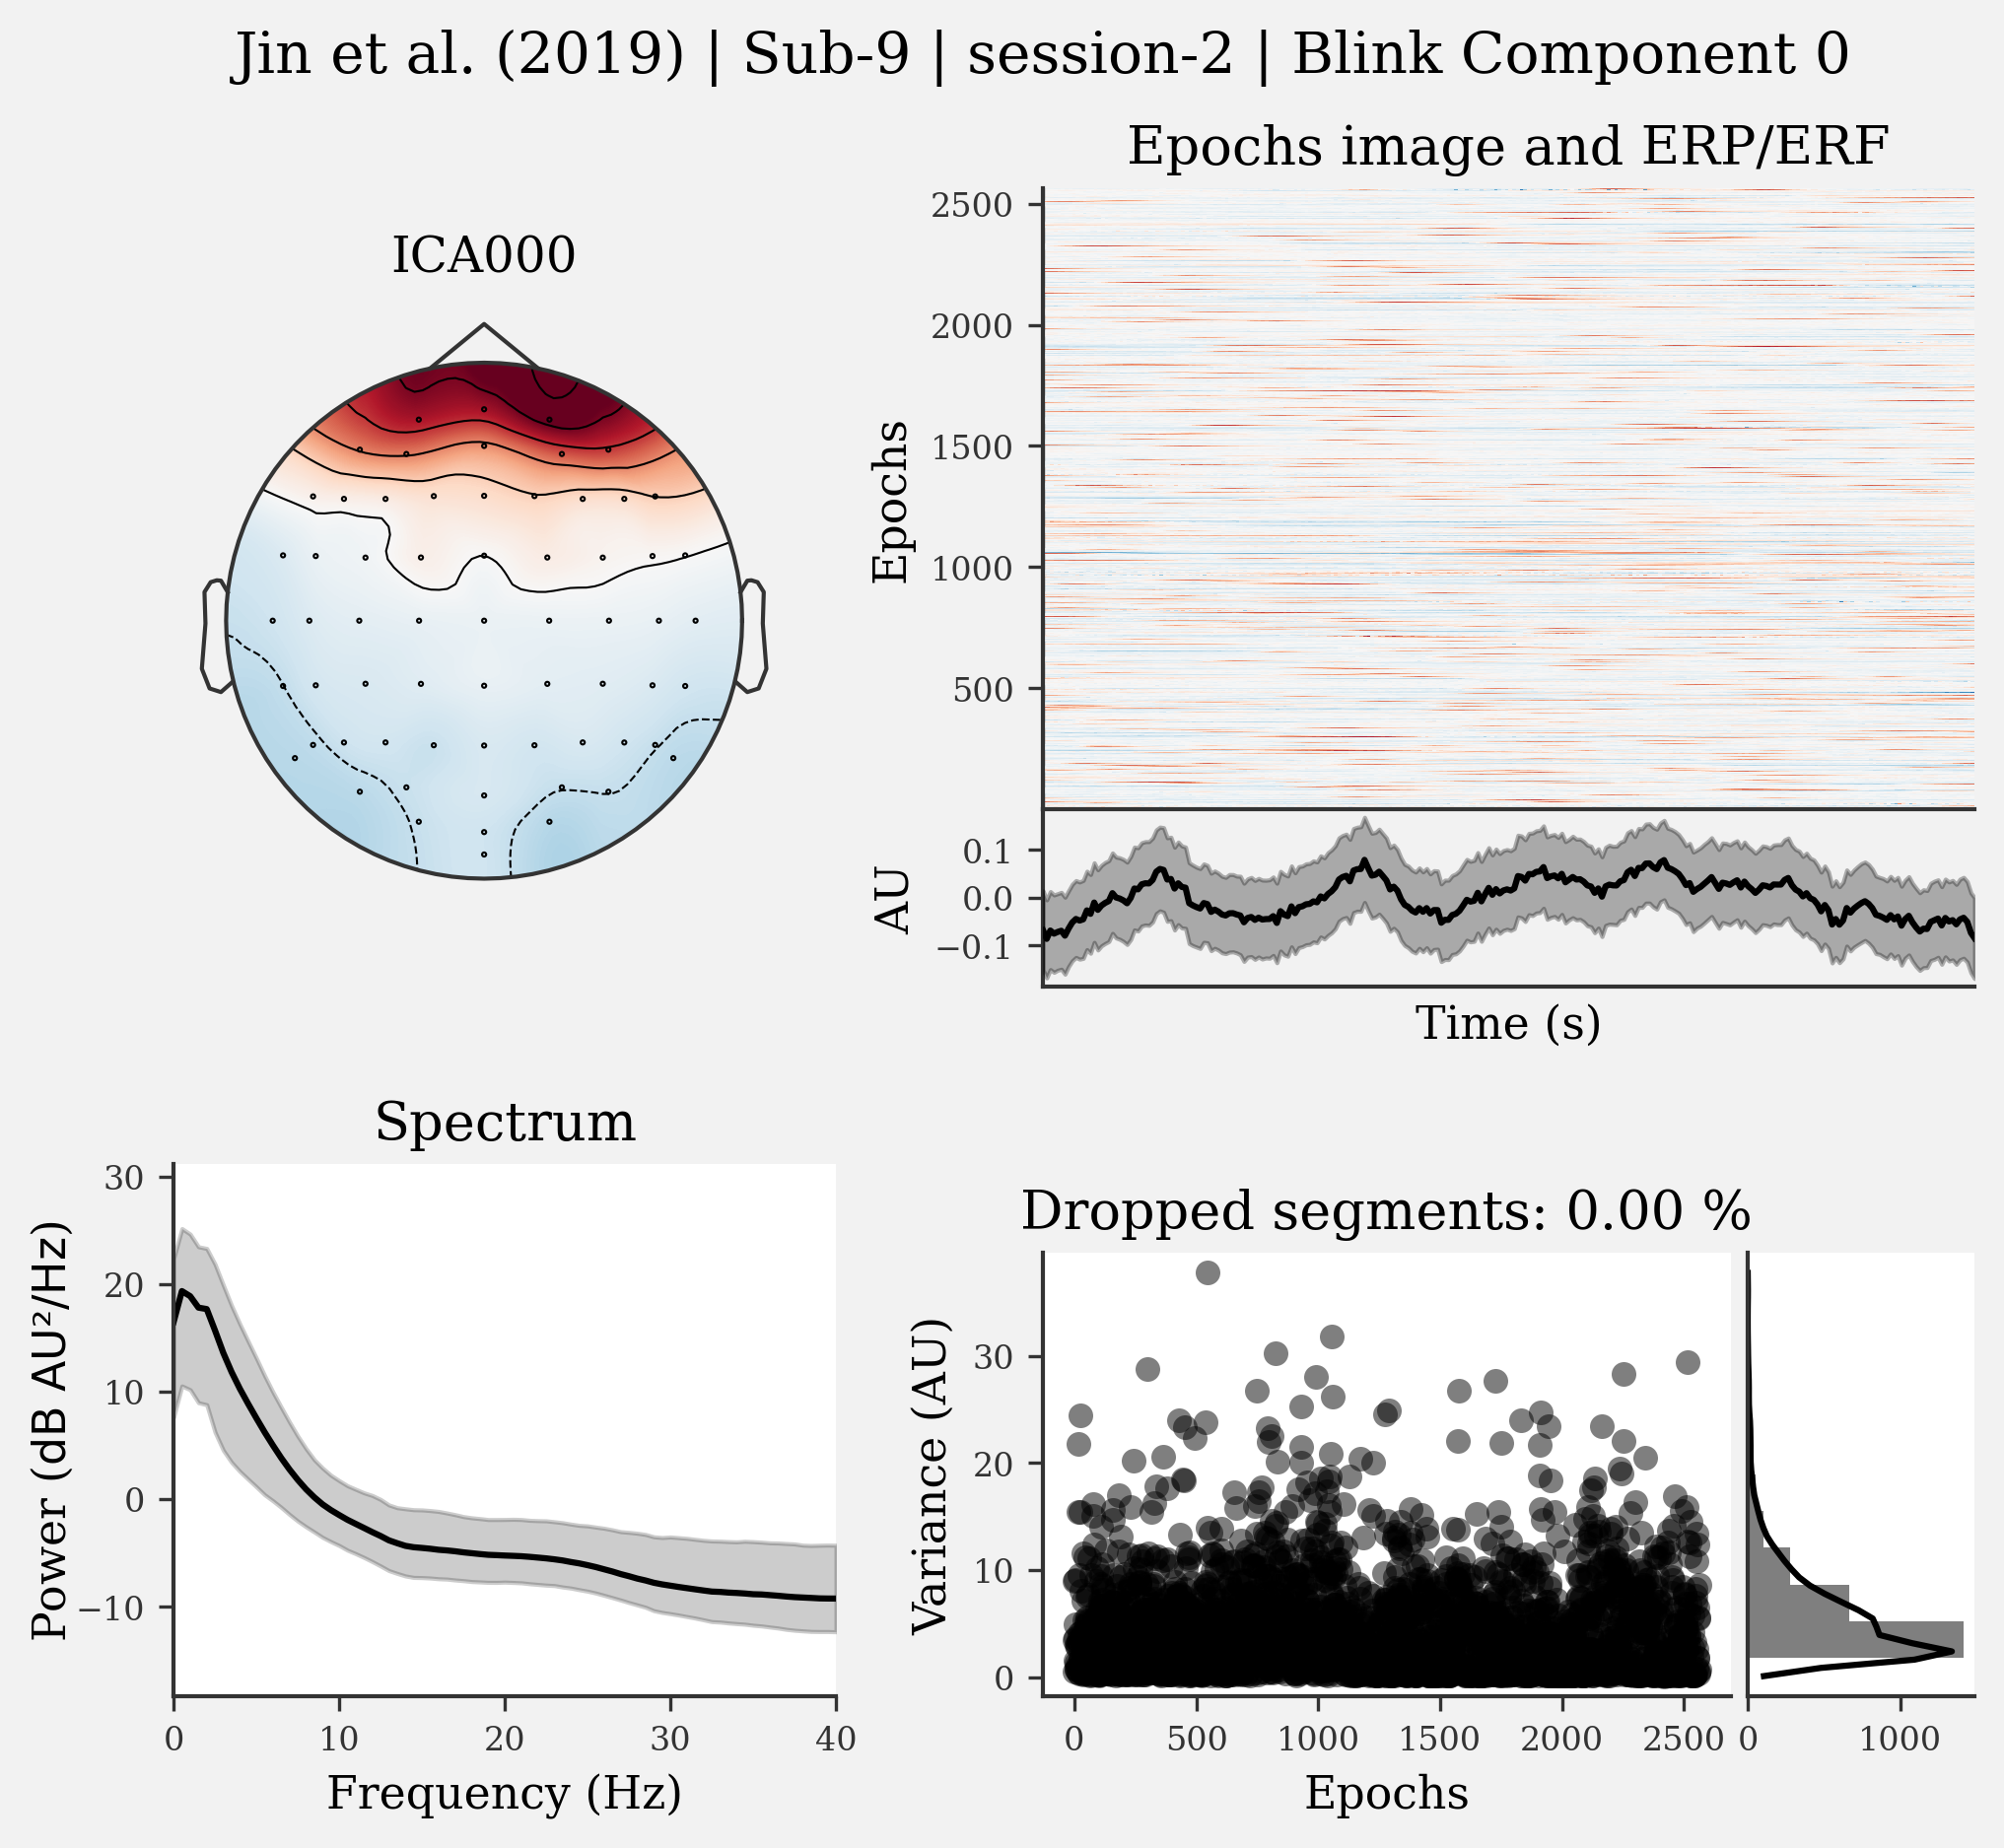 Jin et al. (2019) | Sub-9 | session-2 | Blink Component 0
ICA000
Epochs image and ERP/ERF
2500
2000
1500
1000
500
Epochs
0.1
0.0
−0.1
AU
Time (s)
Spectrum
30
20
10
0
−10
Power (dB AU²/Hz)
0 10 20 30 40
Frequency (Hz)
Dropped segments: 0.00 %
30
20
10
0
Variance (AU)
0 500 1000 1500 2000 2500 0 1000
Epochs